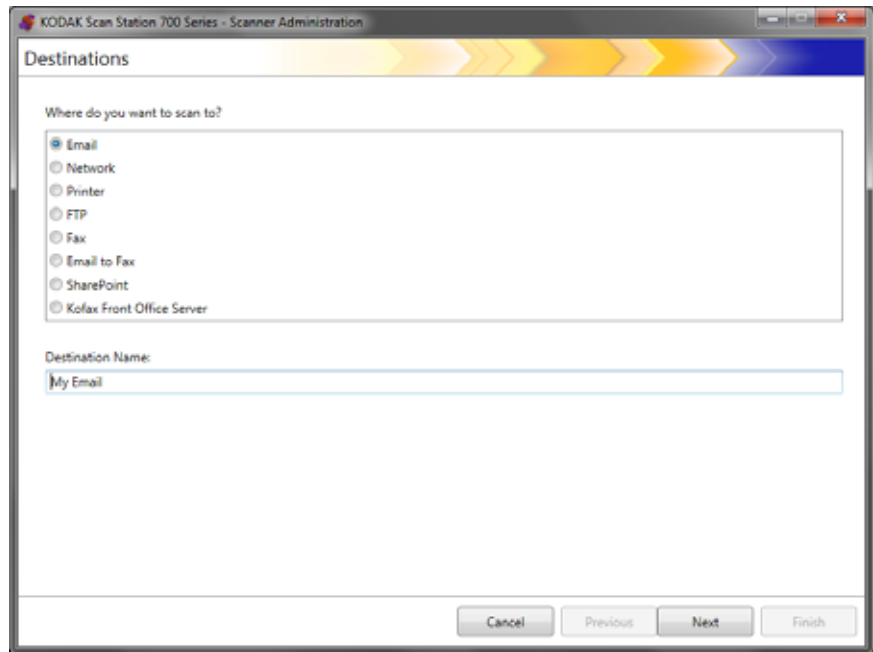 KODAK Scan Station 700 Series - Scanner Administration
Destinations
Where do you want to scan to?
Email
Network
Printer
FTP
Fax
Email to Fax
SharePoint
Kofax Front Office Server
Destination Name:
My Email
Cancel Previous Next Finish